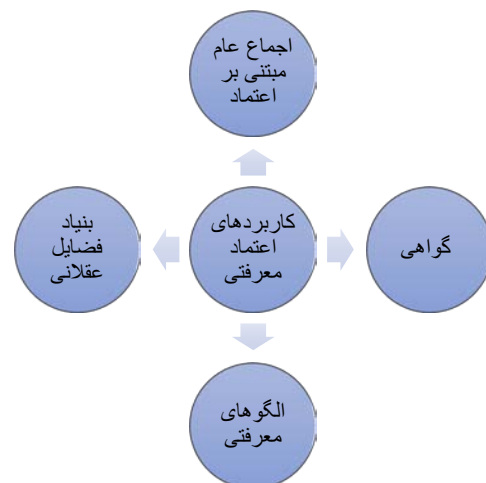 اجماع عام
مبتنی بر
اعتماد
گواهی
کاربردهای
اعتماد
معرفتی
بنیاد
فضایل
عقلانی
الگوهای
معرفتی